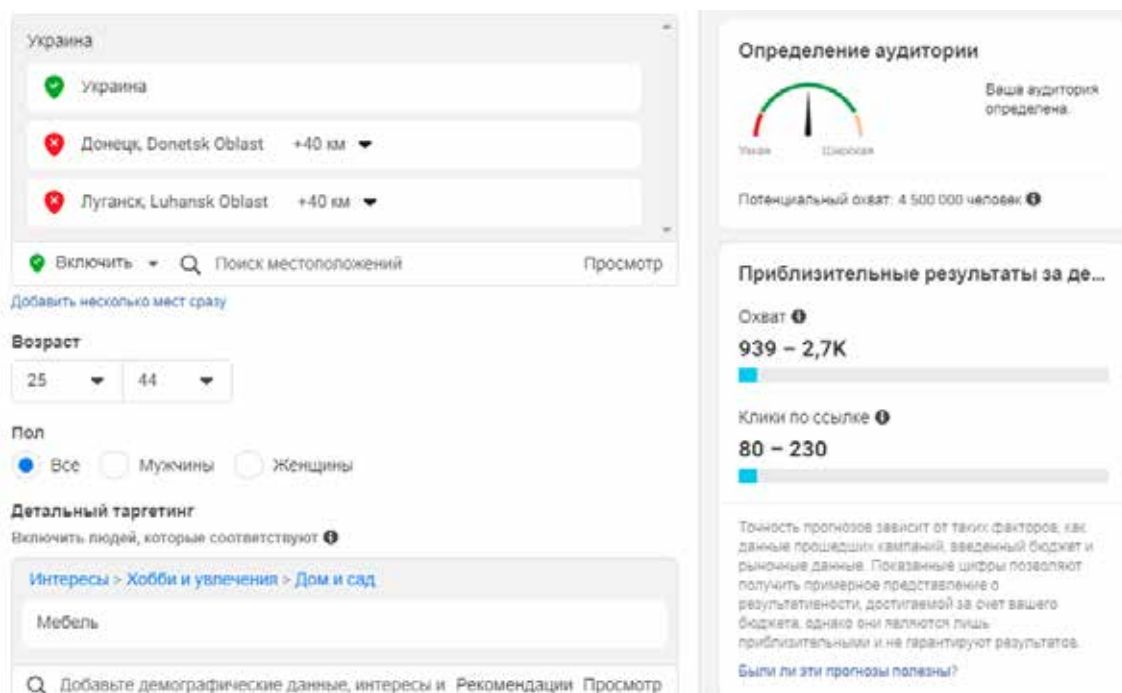 Украина
Украина
Донецк, Donetsk Oblast +40 км
Луганск, Luhansk Oblast +40 км
Включить Поиск местоположений Просмотр
Добавить несколько мест сразу
Возраст
25 44
Пол
Все Мужчины Женщины
Детальный таргетинг
Включить людей, которые соответствуют
Интересы > Хобби и увлечения > Дом и сад
Мебель
Добавьте демографические данные, интересы и Рекомендации Просмотр
Определение аудитории
Ваша аудитория
определена.
Узкая Широкая
Потенциальный охват: 4 500 000 человек
Приблизительные результаты за де...
Охват
939 – 2,7K
Клики по ссылке
80 – 230
Точность прогнозов зависит от таких факторов, как
данные прошедших кампаний, введенный бюджет и
рыночные данные. Показанные цифры позволяют
получить примерное представление о
результативности, достигаемой за счет вашего
бюджета, однако они являются лишь
приблизительными и не гарантируют результатов.
Были ли эти прогнозы полезны?